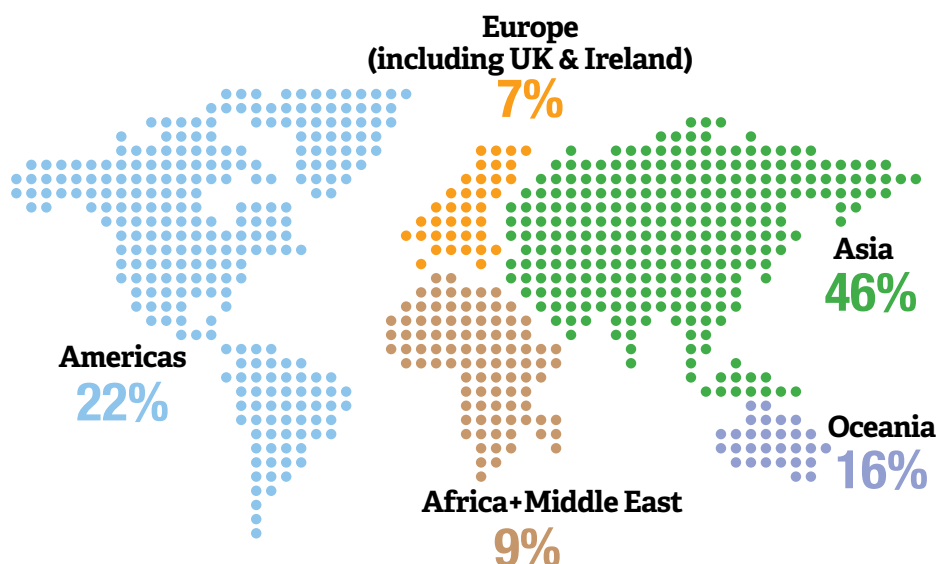 Europe
(including UK & Ireland)
7%
Asia
46%
Americas
22%
Oceania
16%
Africa+Middle East
9%